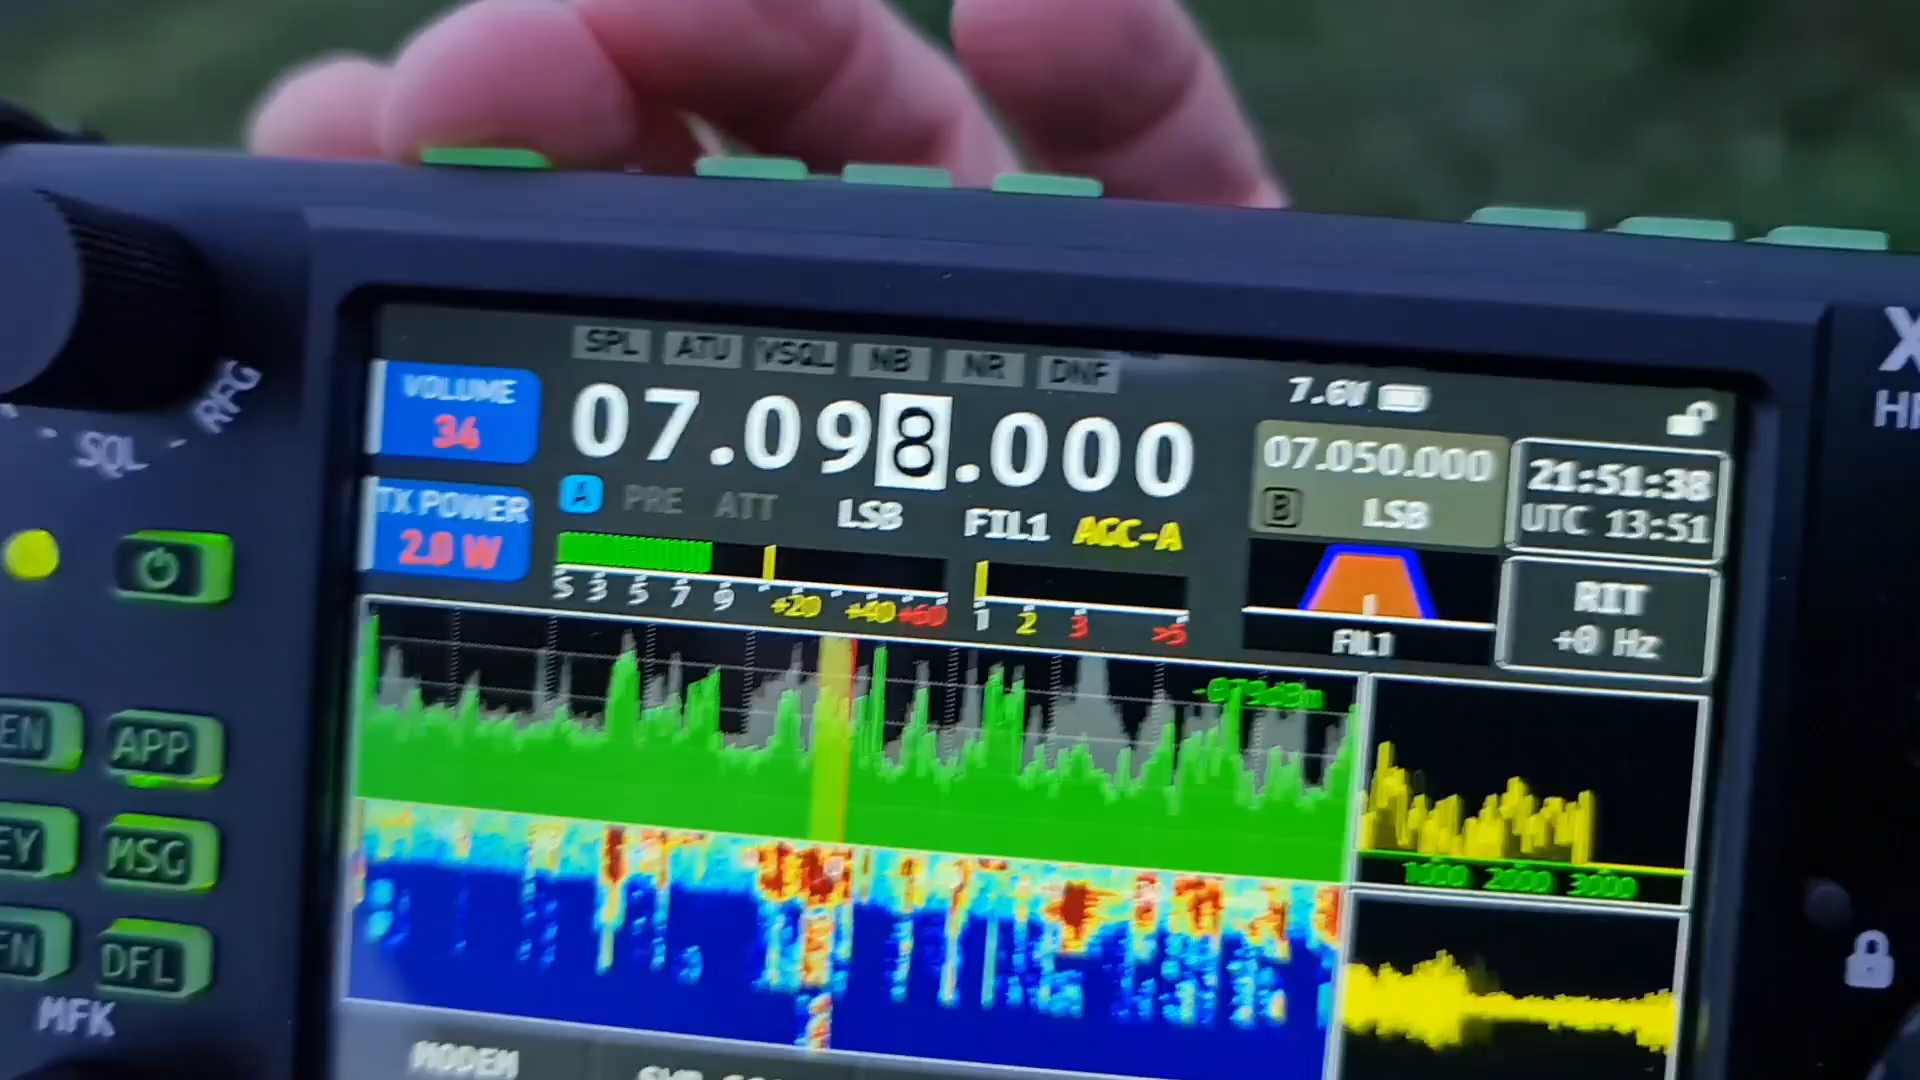 SPL ATU VSQL NB NR DNF
7.6V
VOLUME
34
07.098.000
07.050.000
B LSB
21:51:38
UTC 13:51
TX POWER
2.0 W
A PRE ATT LSB FIL1 AGC-A
S 3 5 7 9 +20 +40 +60
1 2 3 >5
FIL1
RIT
+0 Hz
1000 2000 3000
RFG
SQL
EN
APP
EY
MSG
FN
DFL
MFK
MODEM
X